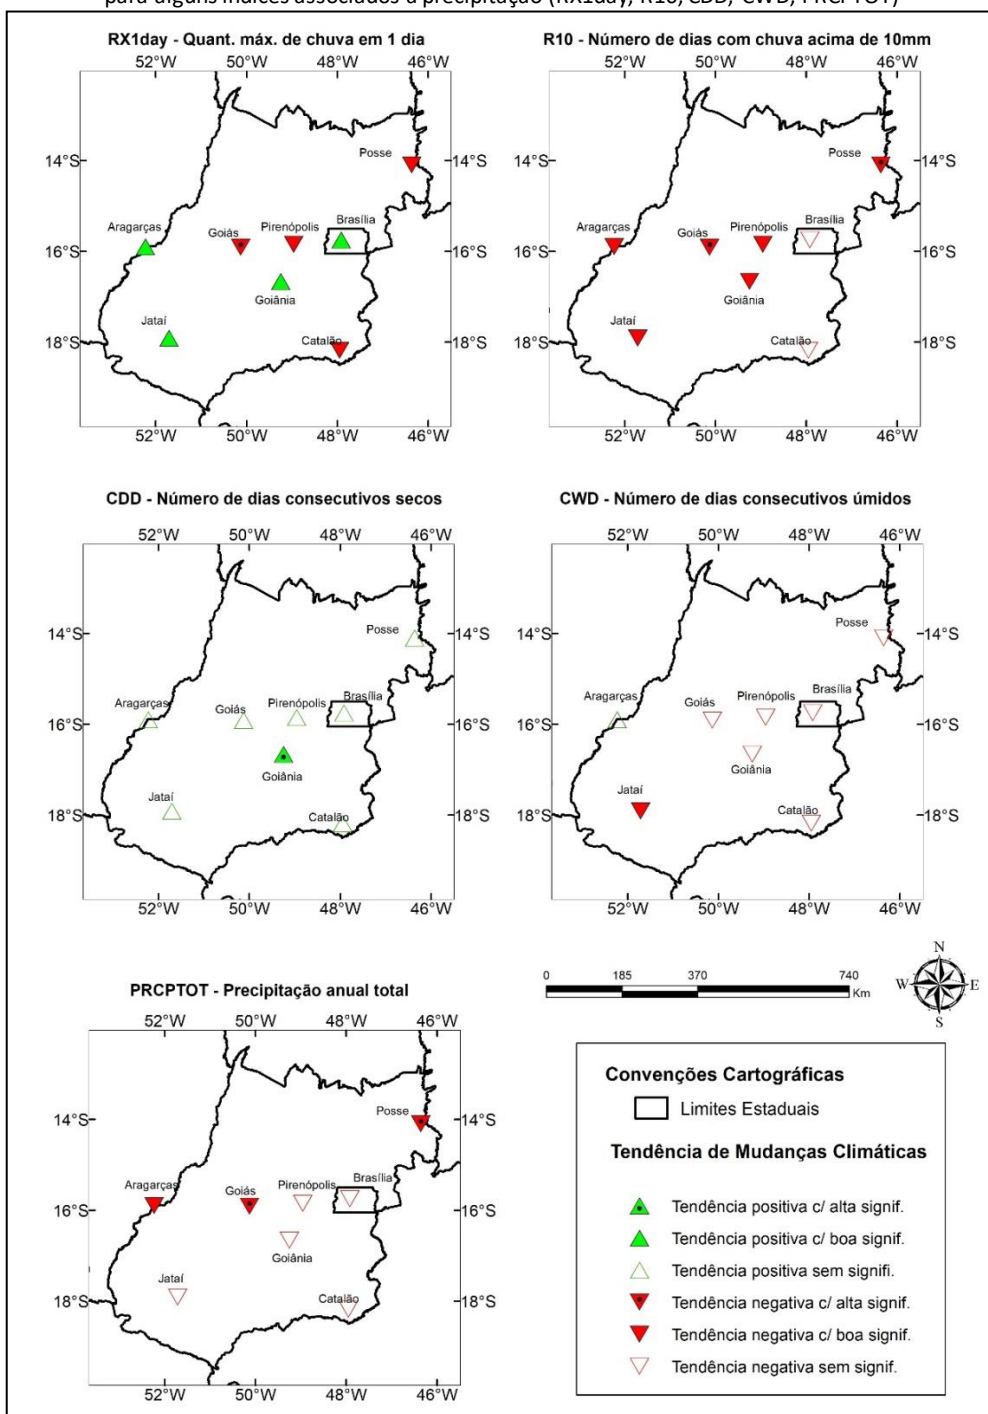 para alguns índices associados à precipitação (RX1day, R10, CDD, CWD, PRCPTOT)
RX1day - Quant. máx. de chuva em 1 dia
52°W 50°W 48°W 46°W
14°S
16°S
18°S
Posse
Aragarças
Goiás
Pirenópolis
Brasília
Goiânia
Jataí
Catalão
18°S
52°W 50°W 48°W 46°W
R10 - Número de dias com chuva acima de 10mm
52°W 50°W 48°W 46°W
14°S
14°S
16°S
16°S
18°S
Posse
Aragarças
Goiás
Pirenópolis
Brasília
Goiânia
Jataí
Catalão
18°S
52°W 50°W 48°W 46°W
CDD - Número de dias consecutivos secos
52°W 50°W 48°W 46°W
14°S
14°S
16°S
16°S
18°S
18°S
Posse
Aragarças
Goiás
Pirenópolis
Brasília
Goiânia
Jataí
Catalão
52°W 50°W 48°W 46°W
CWD - Número de dias consecutivos úmidos
52°W 50°W 48°W 46°W
14°S
16°S
18°S
Posse
Aragarças
Goiás
Pirenópolis
Brasília
Goiânia
Jataí
Catalão
52°W 50°W 48°W 46°W
PRCPTOT - Precipitação anual total
52°W 50°W 48°W 46°W
14°S
14°S
16°S
16°S
18°S
18°S
Posse
Aragarças
Goiás
Pirenópolis
Brasília
Goiânia
Jataí
Catalão
52°W 50°W 48°W 46°W
0 185 370 740
Km
N
W E
S
Convenções Cartográficas
Limites Estaduais
Tendência de Mudanças Climáticas
Tendência positiva c/ alta signif.
Tendência positiva c/ boa signif.
Tendência positiva sem signifi.
Tendência negativa c/ alta signif.
Tendência negativa c/ boa signif.
Tendência negativa sem signif.